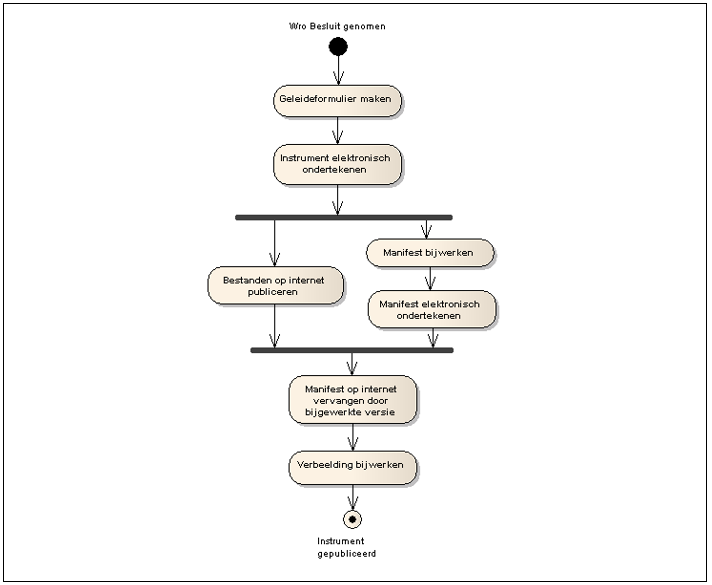 Wro Besluit genomen
Geleideformulier maken
Instrument elektronisch
ondertekenen
Manifest bijwerken
Bestanden op internet
publiceren
Manifest elektronisch
ondertekenen
Manifest op internet
vervangen door
bijgewerkte versie
Verbeelding bijwerken
Instrument
gepubliceerd